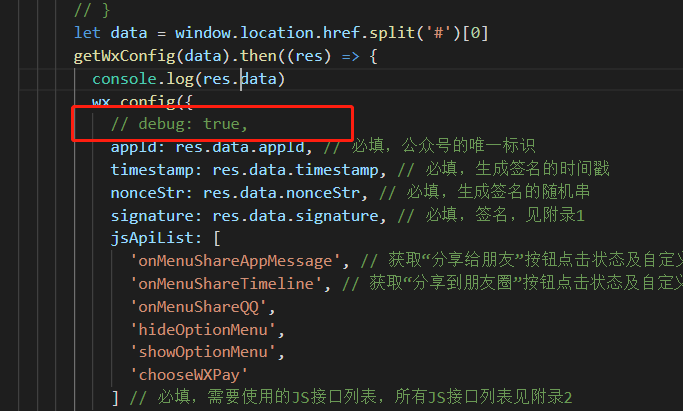 // }
let data = window.location.href.split('#')[0]
getWxConfig(data).then((res) => {
console.log(res.data)
wx.config({
// debug: true,
appId: res.data.appId, // 必填，公众号的唯一标识
timestamp: res.data.timestamp, // 必填，生成签名的时间戳
nonceStr: res.data.nonceStr, // 必填，生成签名的随机串
signature: res.data.signature, // 必填，签名，见附录1
jsApiList: [
'onMenuShareAppMessage', // 获取“分享给朋友”按钮点击状态及自定义
'onMenuShareTimeline', // 获取“分享到朋友圈”按钮点击状态及自定义
'onMenuShareQQ',
'hideOptionMenu',
'showOptionMenu',
'chooseWXPay'
] // 必填，需要使用的JS接口列表，所有JS接口列表见附录2